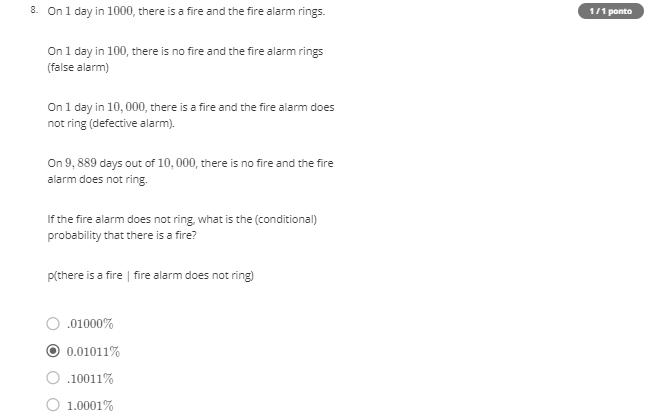 8. On 1 day in 1000, there is a fire and the fire alarm rings.
1 / 1 ponto
On 1 day in 100, there is no fire and the fire alarm rings
(false alarm)
On 1 day in 10, 000, there is a fire and the fire alarm does
not ring (defective alarm).
On 9, 889 days out of 10, 000, there is no fire and the fire
alarm does not ring.
If the fire alarm does not ring, what is the (conditional)
probability that there is a fire?
p(there is a fire | fire alarm does not ring)
.01000%
0.01011%
.10011%
1.0001%